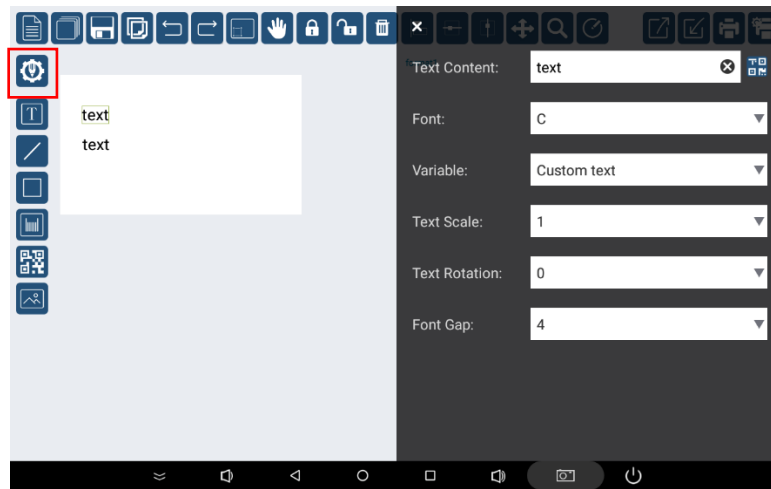 Text Content: text
text
text
Font: C
Variable: Custom text
Text Scale: 1
Text Rotation: 0
Font Gap: 4